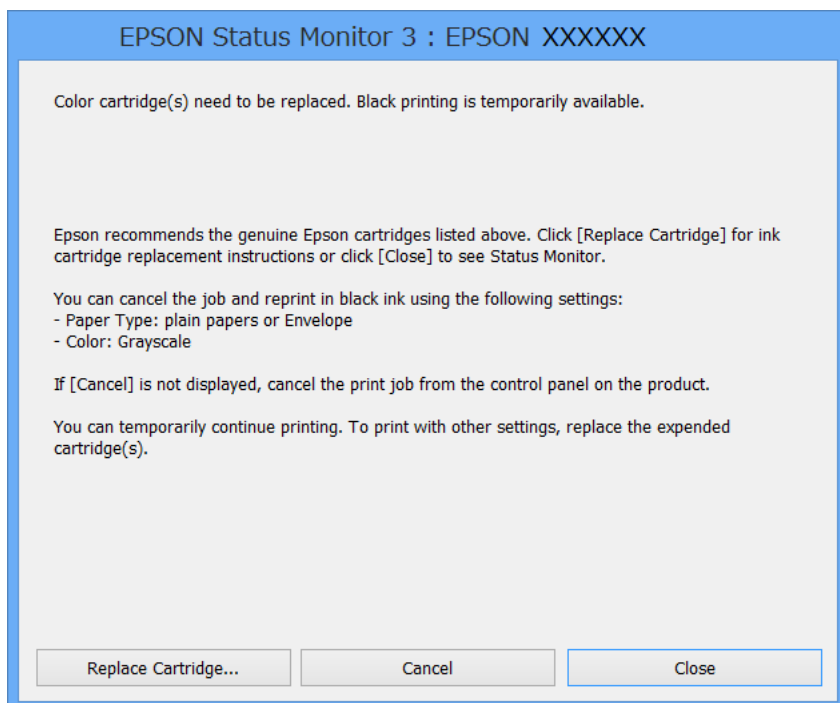 EPSON Status Monitor 3 : EPSON XXXXXX
Color cartridge(s) need to be replaced. Black printing is temporarily available.
Epson recommends the genuine Epson cartridges listed above. Click [Replace Cartridge] for ink
cartridge replacement instructions or click [Close] to see Status Monitor.
You can cancel the job and reprint in black ink using the following settings:
- Paper Type: plain papers or Envelope
- Color: Grayscale
If [Cancel] is not displayed, cancel the print job from the control panel on the product.
You can temporarily continue printing. To print with other settings, replace the expended
cartridge(s).
Replace Cartridge... Cancel Close